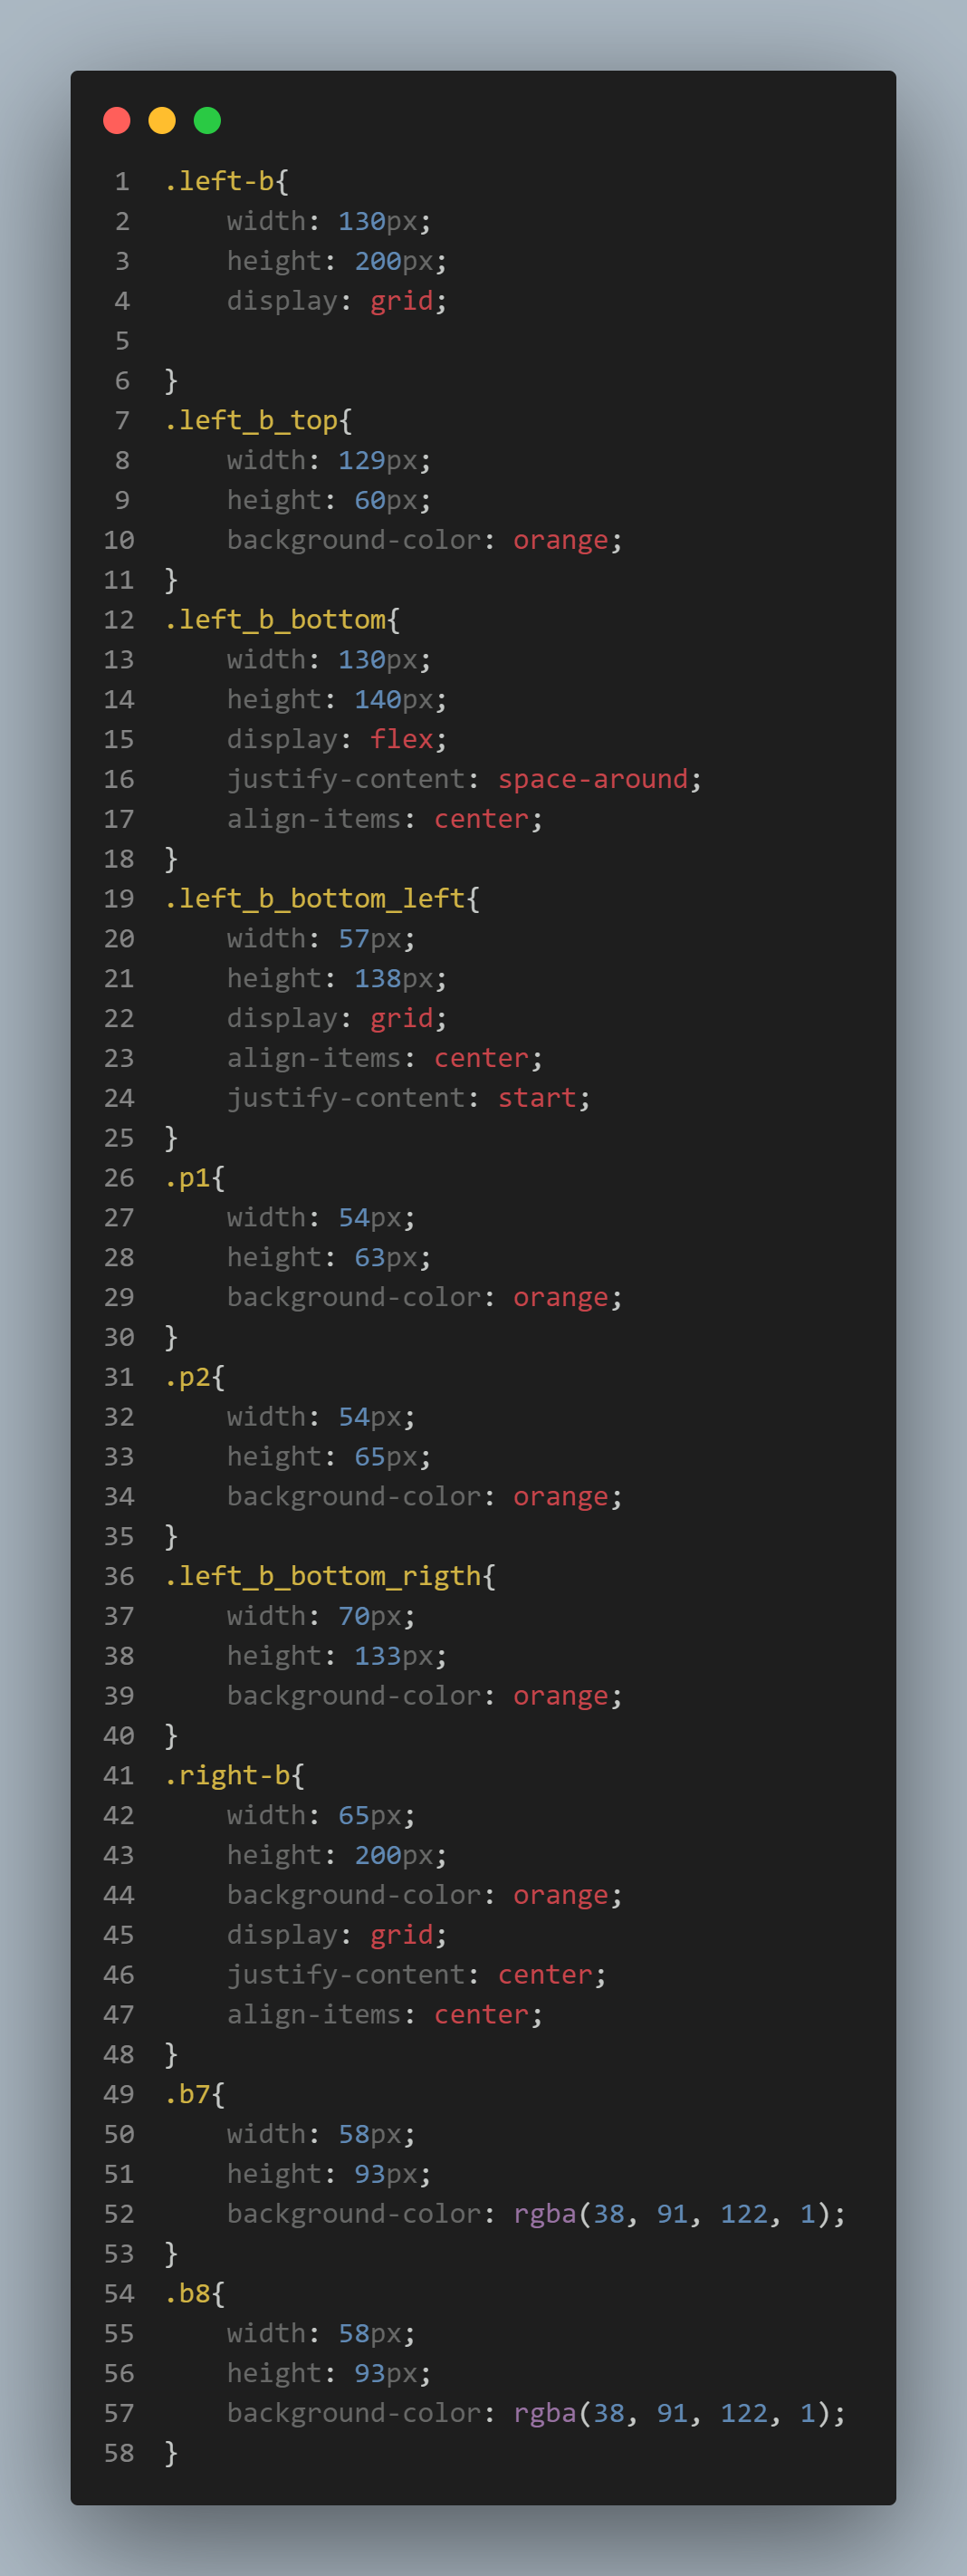 1 .left-b{
2     width: 130px;
3     height: 200px;
4     display: grid;
5
6 }
7 .left_b_top{
8     width: 129px;
9     height: 60px;
10     background-color: orange;
11 }
12 .left_b_bottom{
13     width: 130px;
14     height: 140px;
15     display: flex;
16     justify-content: space-around;
17     align-items: center;
18 }
19 .left_b_bottom_left{
20     width: 57px;
21     height: 138px;
22     display: grid;
23     align-items: center;
24     justify-content: start;
25 }
26 .p1{
27     width: 54px;
28     height: 63px;
29     background-color: orange;
30 }
31 .p2{
32     width: 54px;
33     height: 65px;
34     background-color: orange;
35 }
36 .left_b_bottom_rigth{
37     width: 70px;
38     height: 133px;
39     background-color: orange;
40 }
41 .right-b{
42     width: 65px;
43     height: 200px;
44     background-color: orange;
45     display: grid;
46     justify-content: center;
47     align-items: center;
48 }
49 .b7{
50     width: 58px;
51     height: 93px;
52     background-color: rgba(38, 91, 122, 1);
53 }
54 .b8{
55     width: 58px;
56     height: 93px;
57     background-color: rgba(38, 91, 122, 1);
58 }